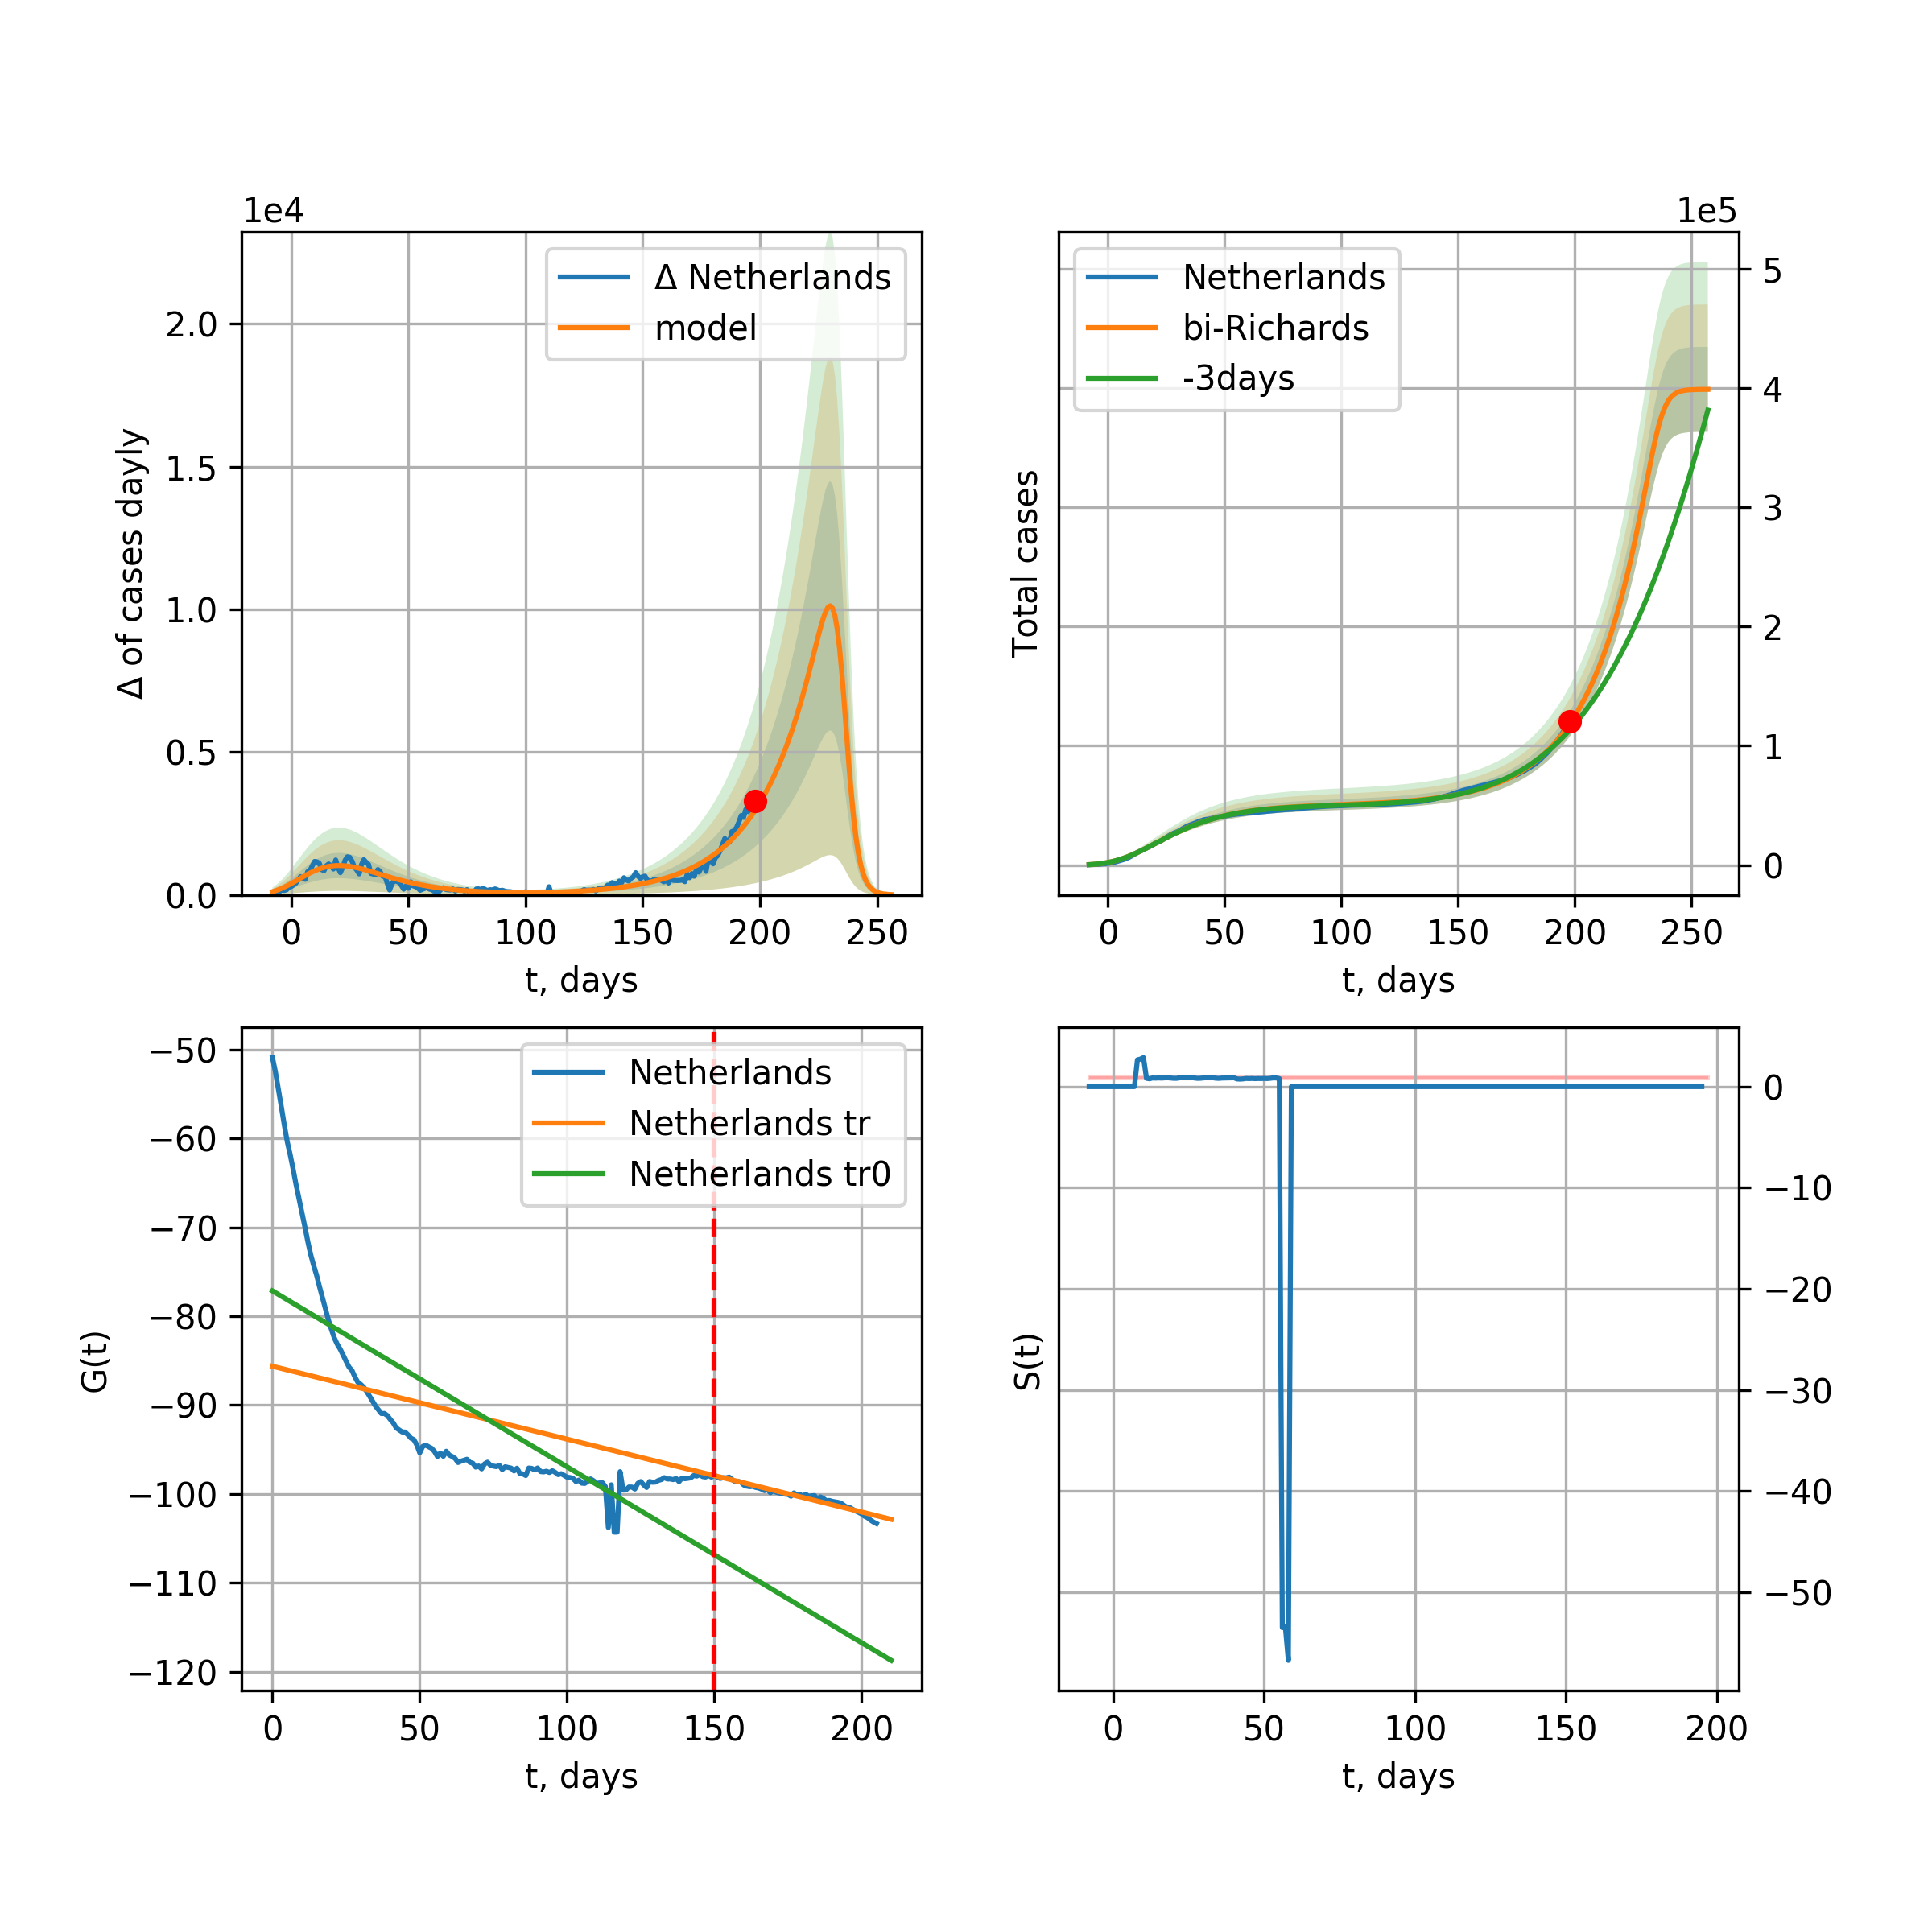 1e4
Δ Netherlands
model
2.0
1.5
1.0
0.5
0.0
Δ of cases dayly
0 50 100 150 200 250
t, days
1e5
Netherlands
bi-Richards
-3days
5
4
3
2
1
0
Total cases
0 50 100 150 200 250
t, days
Netherlands
Netherlands tr
Netherlands tr0
−50
−60
−70
−80
−90
−100
−110
−120
G(t)
0 50 100 150 200
t, days
0
−10
−20
−30
−40
−50
S(t)
0 50 100 150 200
t, days